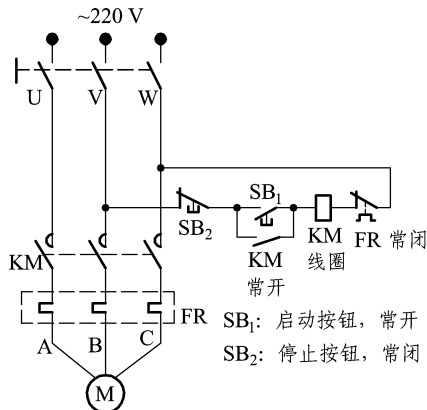 ~220 V
U V W
SB₁
SB₂
KM
KM 常开
KM 线圈
FR 常闭
FR
A B C
SB₁: 启动按钮, 常开
SB₂: 停止按钮, 常闭
M